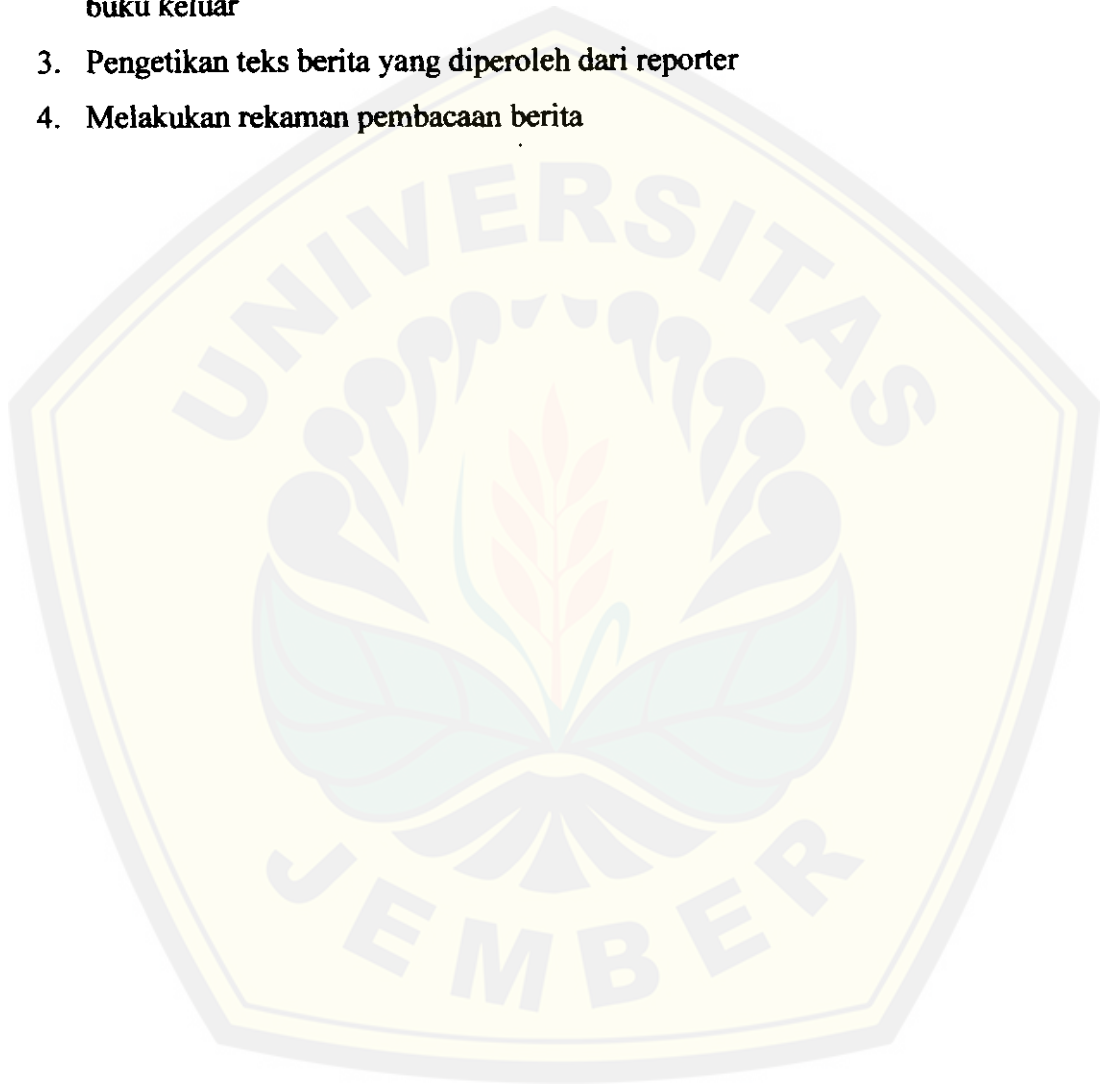 buku keluar
3. Pengetikan teks berita yang diperoleh dari reporter
4. Melakukan rekaman pembacaan berita
UNIVERSITAS
JEMBER